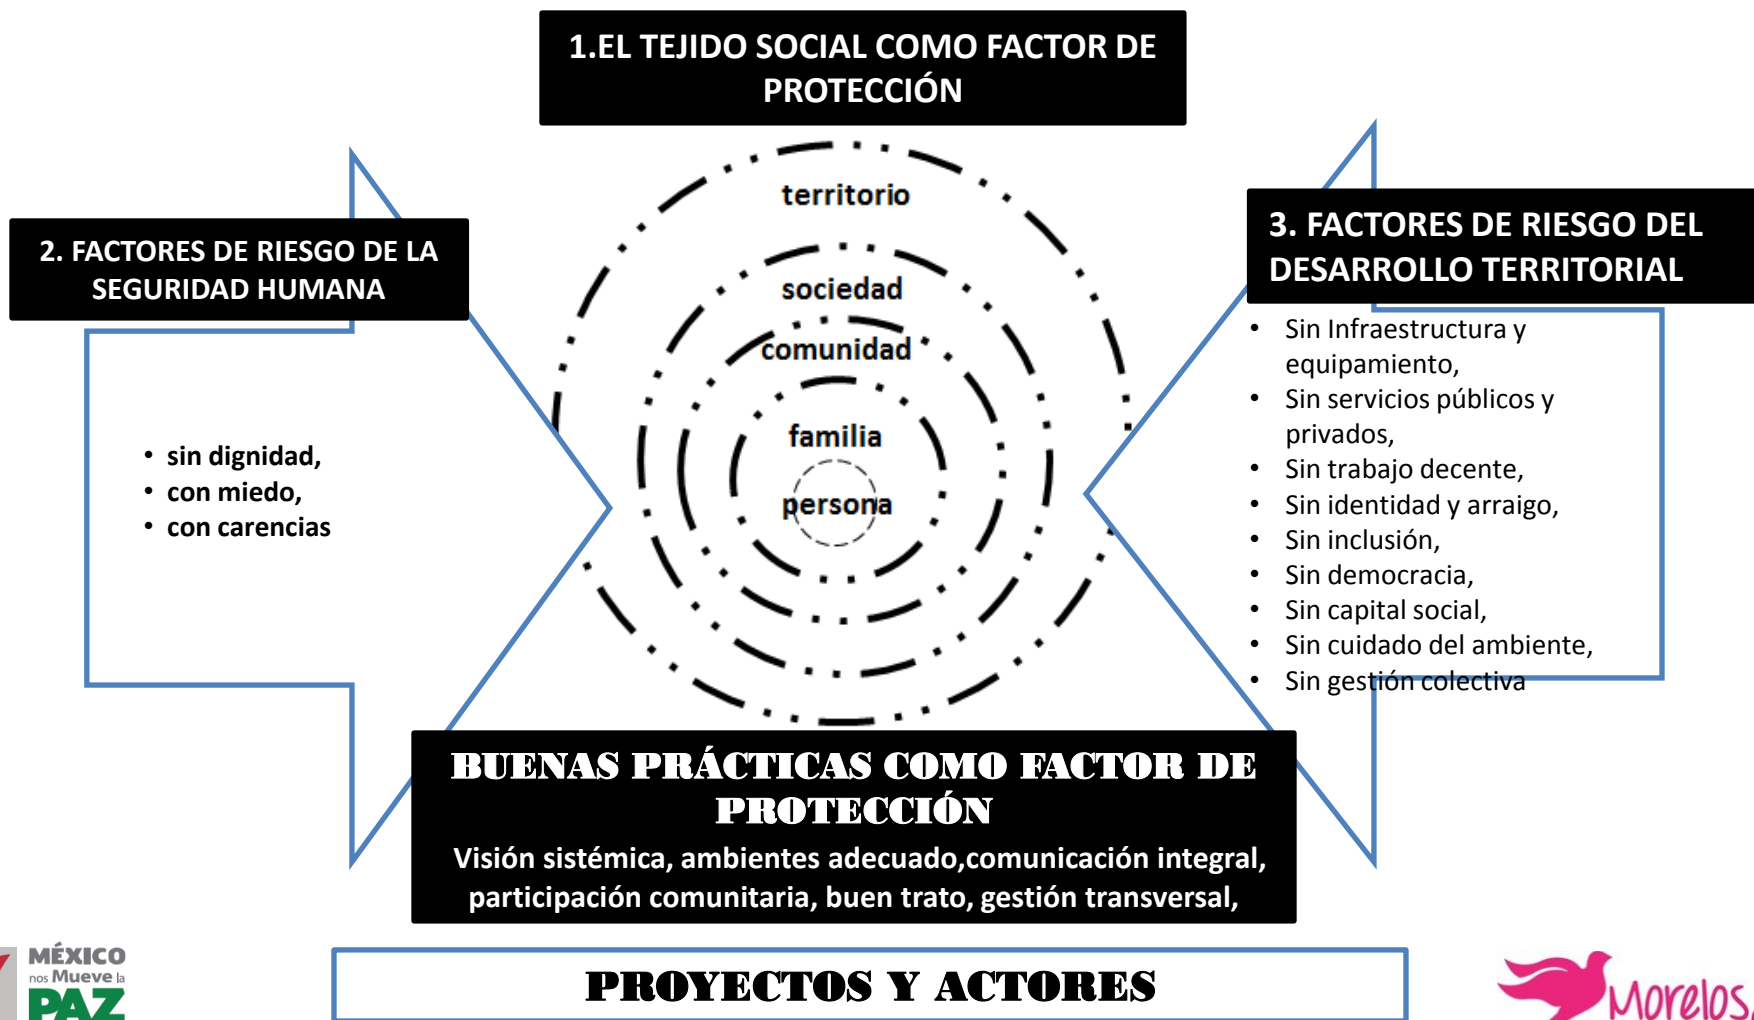 1.EL TEJIDO SOCIAL COMO FACTOR DE
PROTECCIÓN
2. FACTORES DE RIESGO DE LA
SEGURIDAD HUMANA
• sin dignidad,
• con miedo,
• con carencias
territorio
sociedad
comunidad
familia
persona
3. FACTORES DE RIESGO DEL
DESARROLLO TERRITORIAL
• Sin Infraestructura y
equipamiento,
• Sin servicios públicos y
privados,
• Sin trabajo decente,
• Sin identidad y arraigo,
• Sin inclusión,
• Sin democracia,
• Sin capital social,
• Sin cuidado del ambiente,
• Sin gestión colectiva
BUENAS PRÁCTICAS COMO FACTOR DE
PROTECCIÓN
Visión sistémica, ambientes adecuado,comunicación integral,
participación comunitaria, buen trato, gestión transversal,
MÉXICO
nos Mueve la
PAZ
PROYECTOS Y ACTORES
Morelos